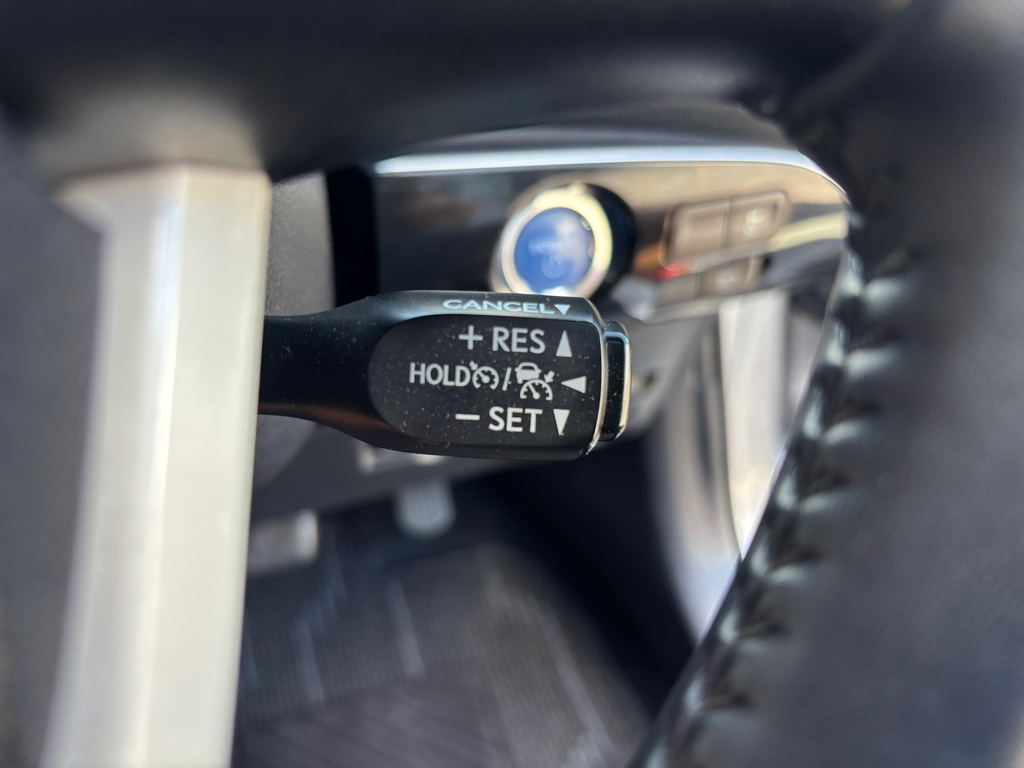 CANCEL▼
+ RES ▲
HOLD / ◀
− SET ▼